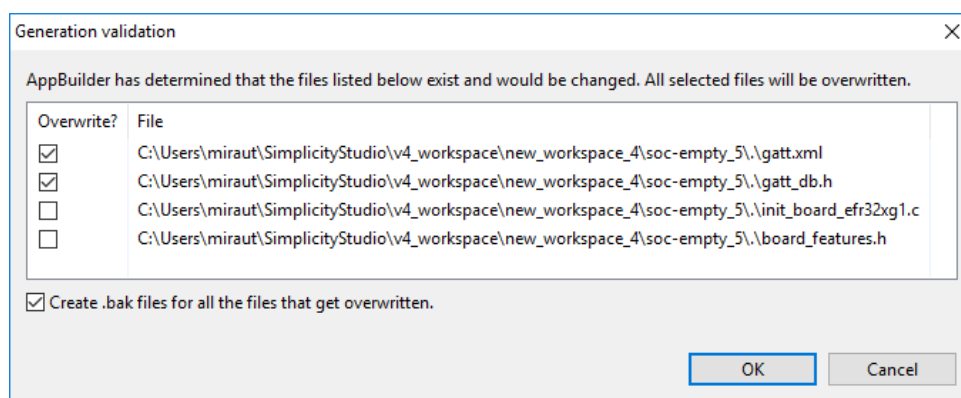 Generation validation
AppBuilder has determined that the files listed below exist and would be changed. All selected files will be overwritten.
Overwrite? File
C:\Users\miraut\SimplicityStudio\v4_workspace\new_workspace_4\soc-empty_5\.\gatt.xml
C:\Users\miraut\SimplicityStudio\v4_workspace\new_workspace_4\soc-empty_5\.\gatt_db.h
C:\Users\miraut\SimplicityStudio\v4_workspace\new_workspace_4\soc-empty_5\.\init_board_efr32xg1.c
C:\Users\miraut\SimplicityStudio\v4_workspace\new_workspace_4\soc-empty_5\.\board_features.h
Create .bak files for all the files that get overwritten.
OK Cancel